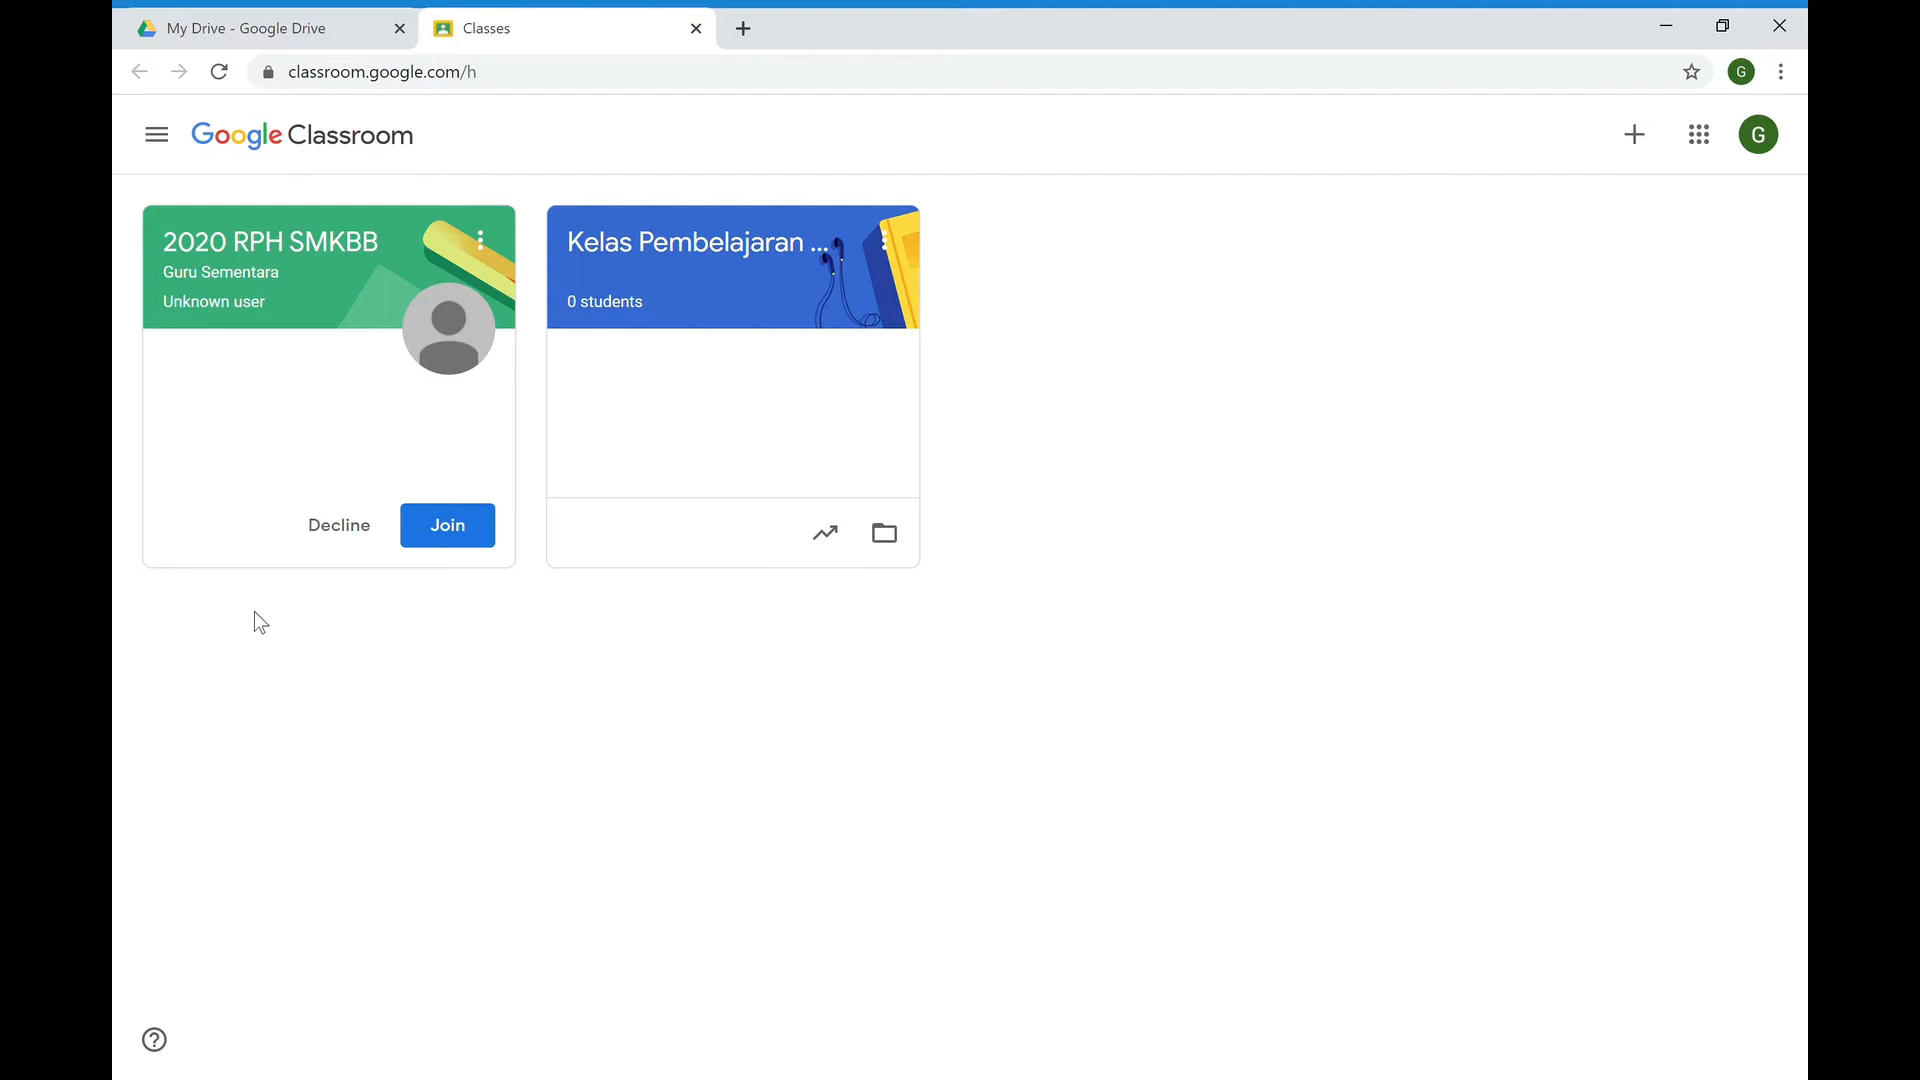 My Drive - Google Drive
Classes
classroom.google.com/h
G
Google Classroom
G
2020 RPH SMKBB
Guru Sementara
Unknown user
Decline
Join
Kelas Pembelajaran ...
0 students